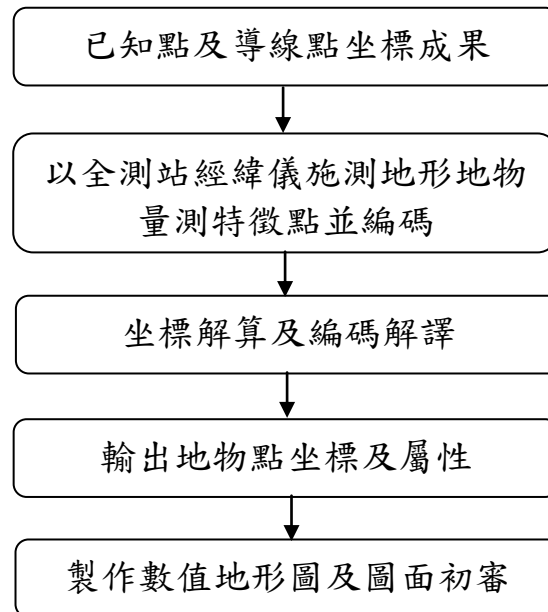 已知點及導線點坐標成果
以全測站經緯儀施測地形地物
量測特徵點並編碼
坐標解算及編碼解譯
輸出地物點坐標及屬性
製作數值地形圖及圖面初審